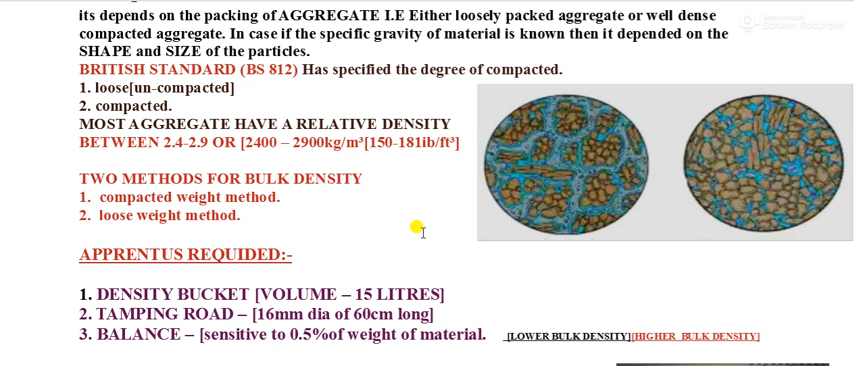 its depends on the packing of AGGREGATE I.E Either loosely packed aggregate or well dense
compacted aggregate. In case if the specific gravity of material is known then it depended on the
SHAPE and SIZE of the particles.
BRITISH STANDARD (BS 812) Has specified the degree of compacted.
1. loose[un-compacted]
2. compacted.
MOST AGGREGATE HAVE A RELATIVE DENSITY
BETWEEN 2.4-2.9 OR [2400 – 2900kg/m³[150-181ib/ft³]
TWO METHODS FOR BULK DENSITY
1. compacted weight method.
2. loose weight method.
APPRENTUS REQUIDED:-
1. DENSITY BUCKET [VOLUME – 15 LITRES]
2. TAMPING ROAD – [16mm dia of 60cm long]
3. BALANCE – [sensitive to 0.5%of weight of material.
[LOWER BULK DENSITY][HIGHER BULK DENSITY]